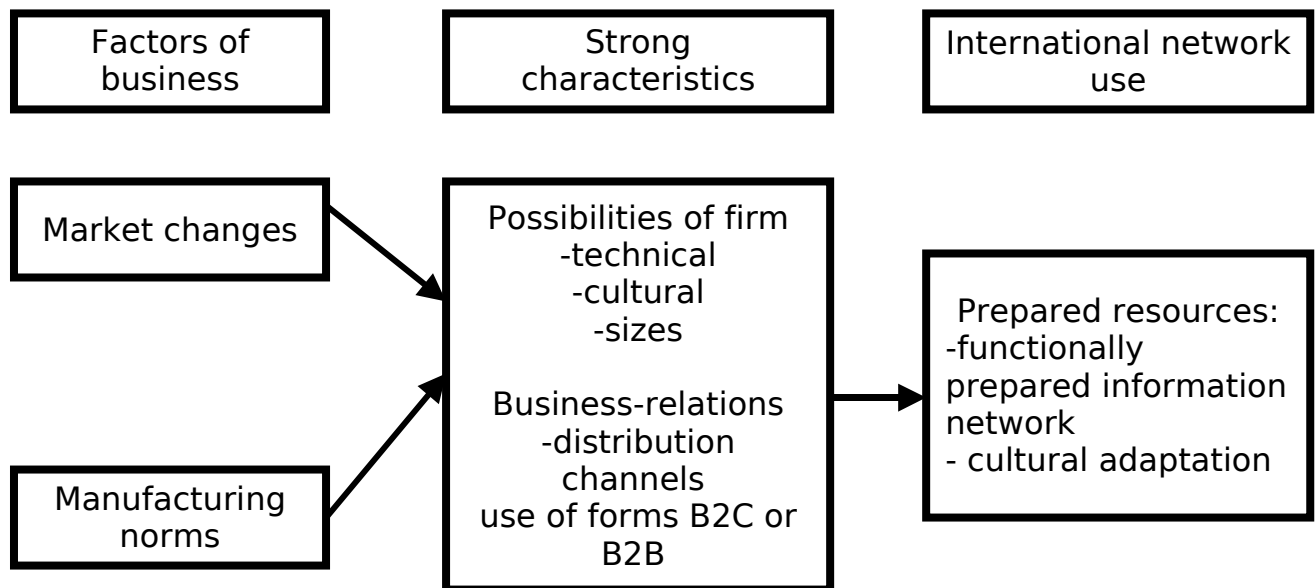 Factors of
business
Strong
characteristics
International network
use
Market changes
Manufacturing
norms
Possibilities of firm
-technical
-cultural
-sizes
Business-relations
-distribution
channels
use of forms B2C or
B2B
Prepared resources:
-functionally
prepared information
network
- cultural adaptation